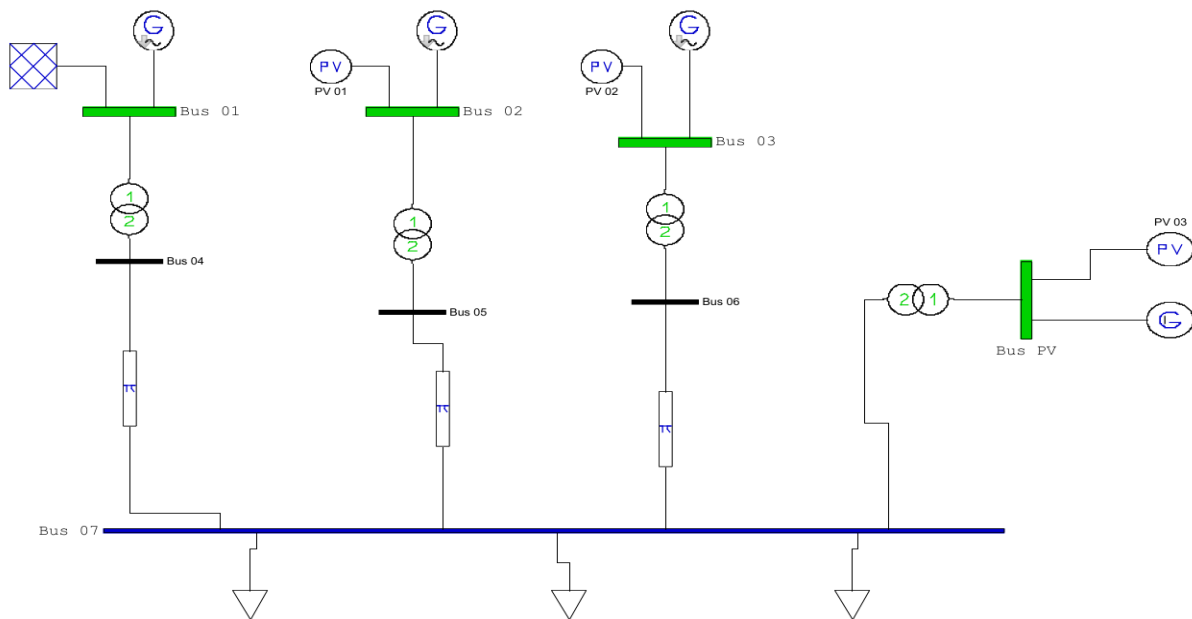 G
G
G
PV
PV 01
PV
PV 02
Bus 01
Bus 02
Bus 03
1
2
1
2
1
2
Bus 04
Bus 05
Bus 06
PV 03
PV
2 1
G
Bus PV
π
π
π
Bus 07